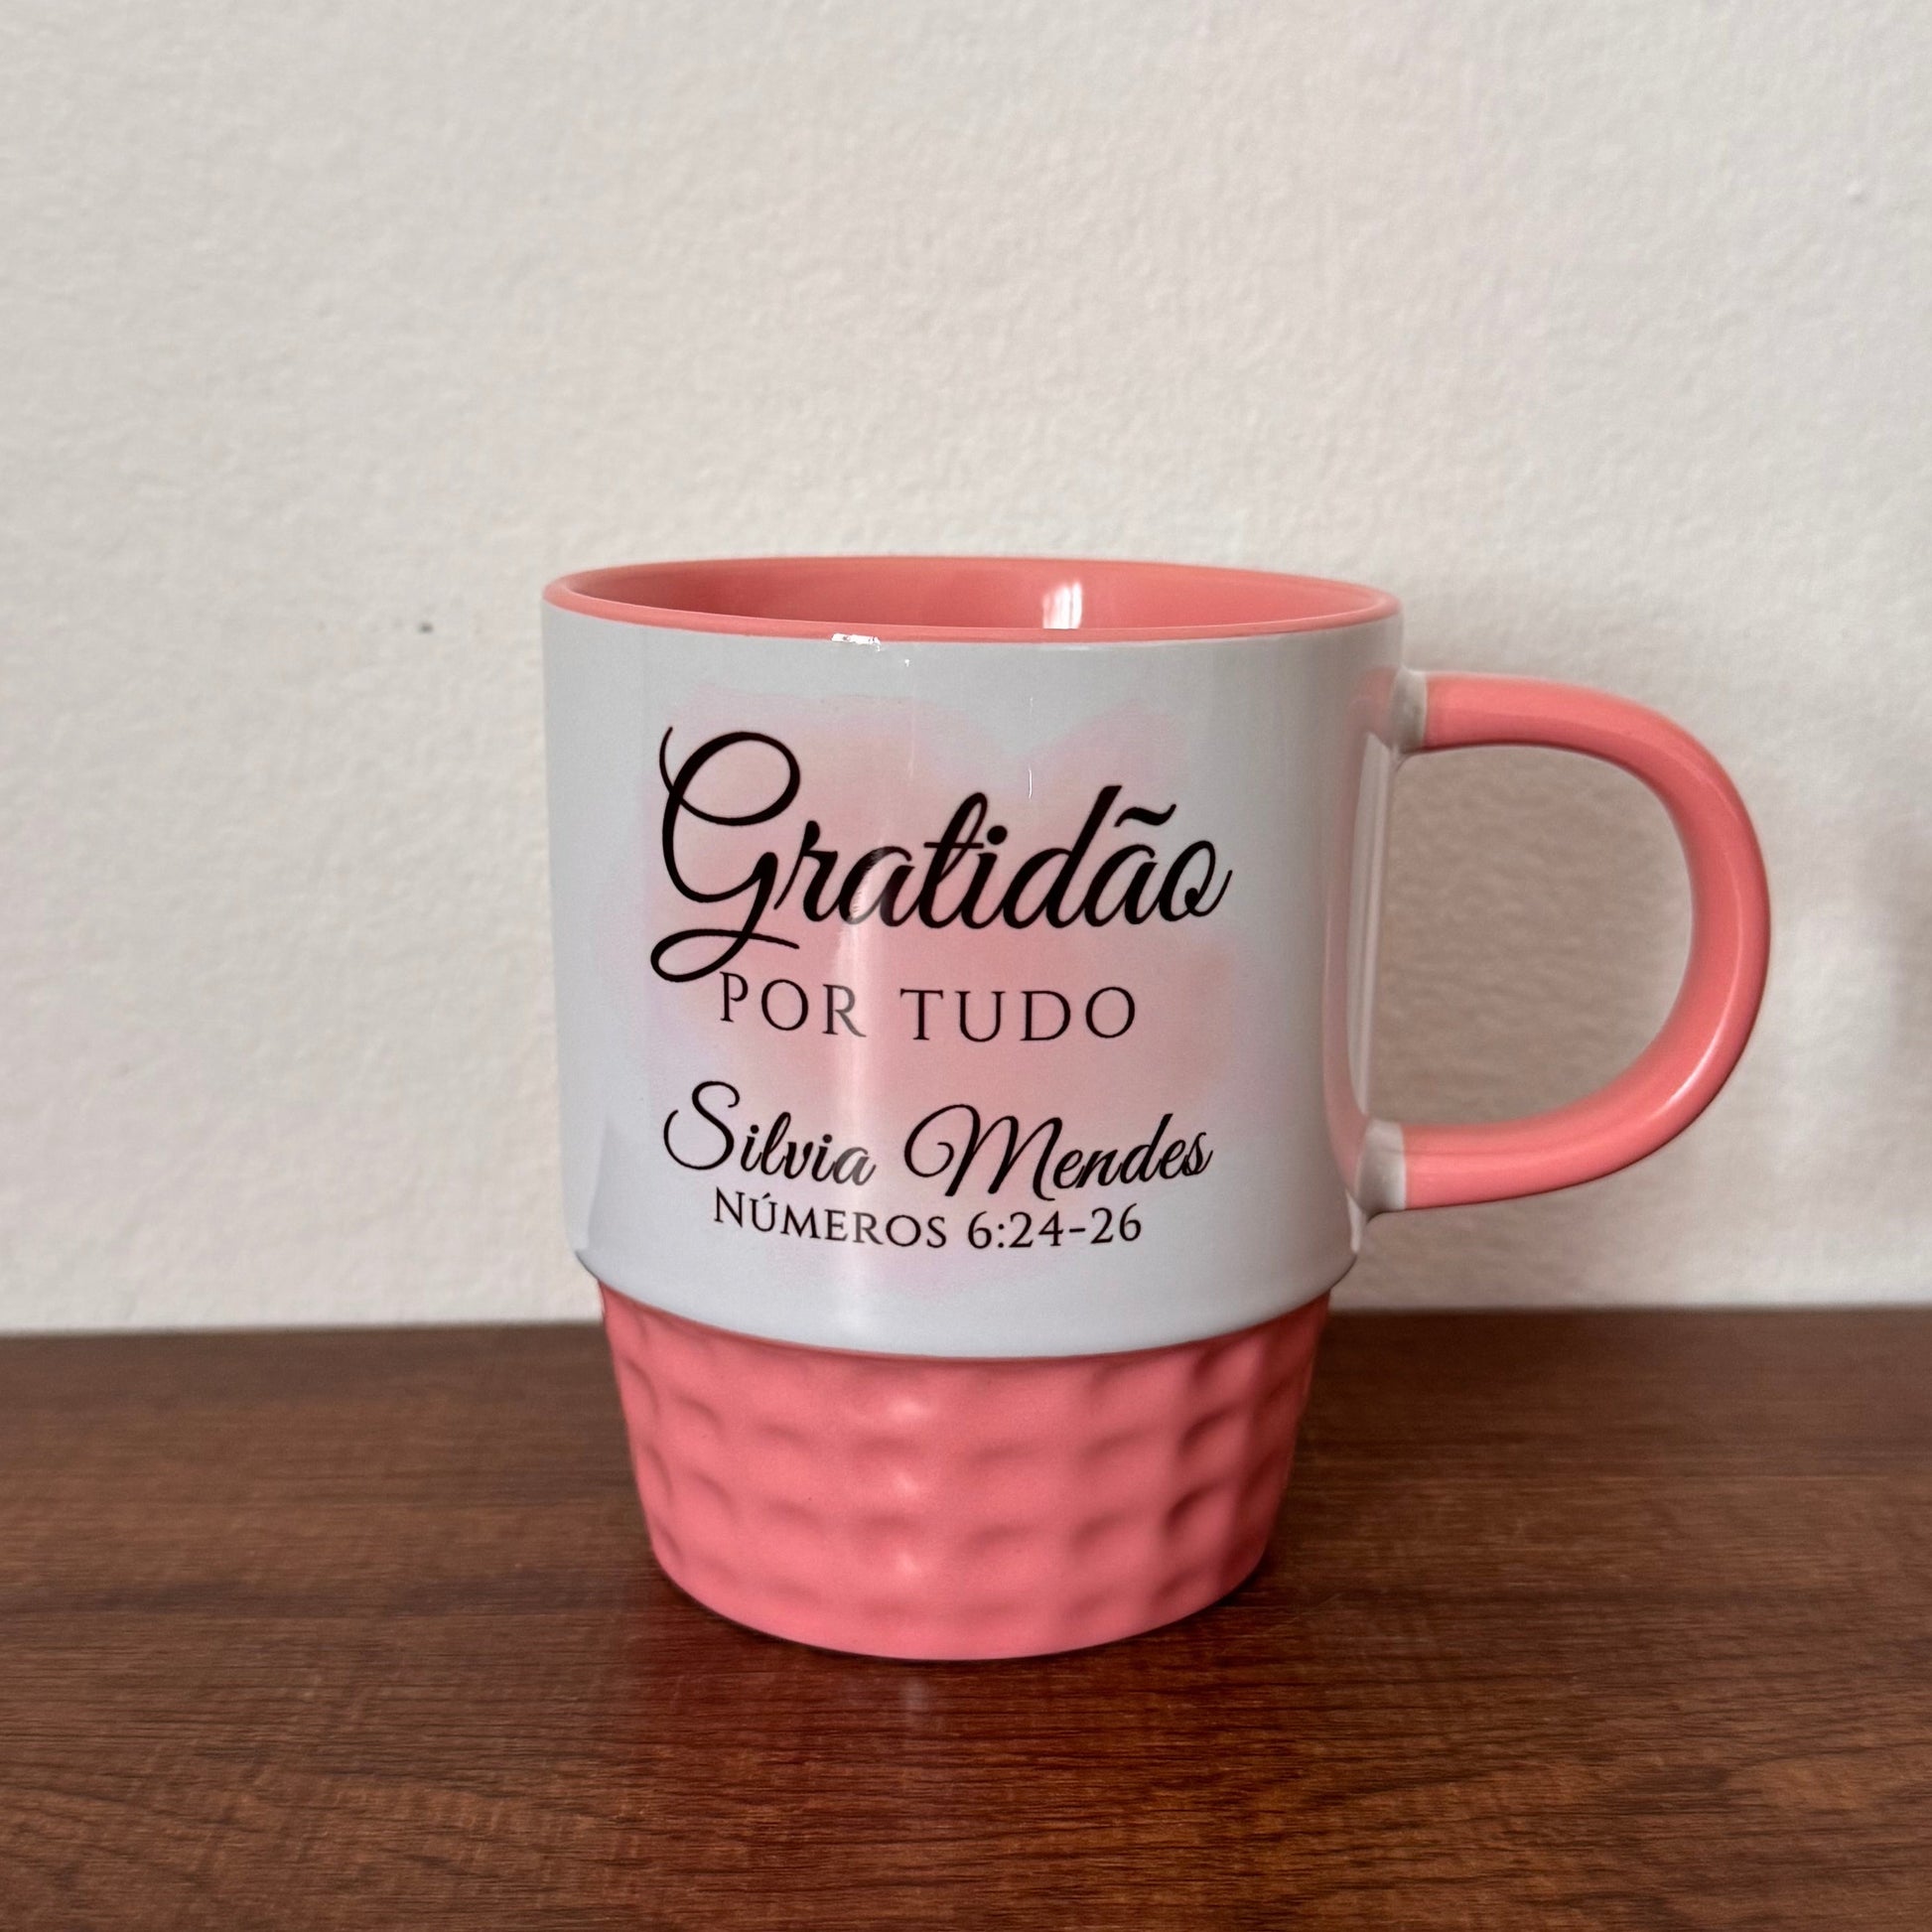 Gratidão
POR TUDO
Silvia Mendes
NÚMEROS 6:24-26